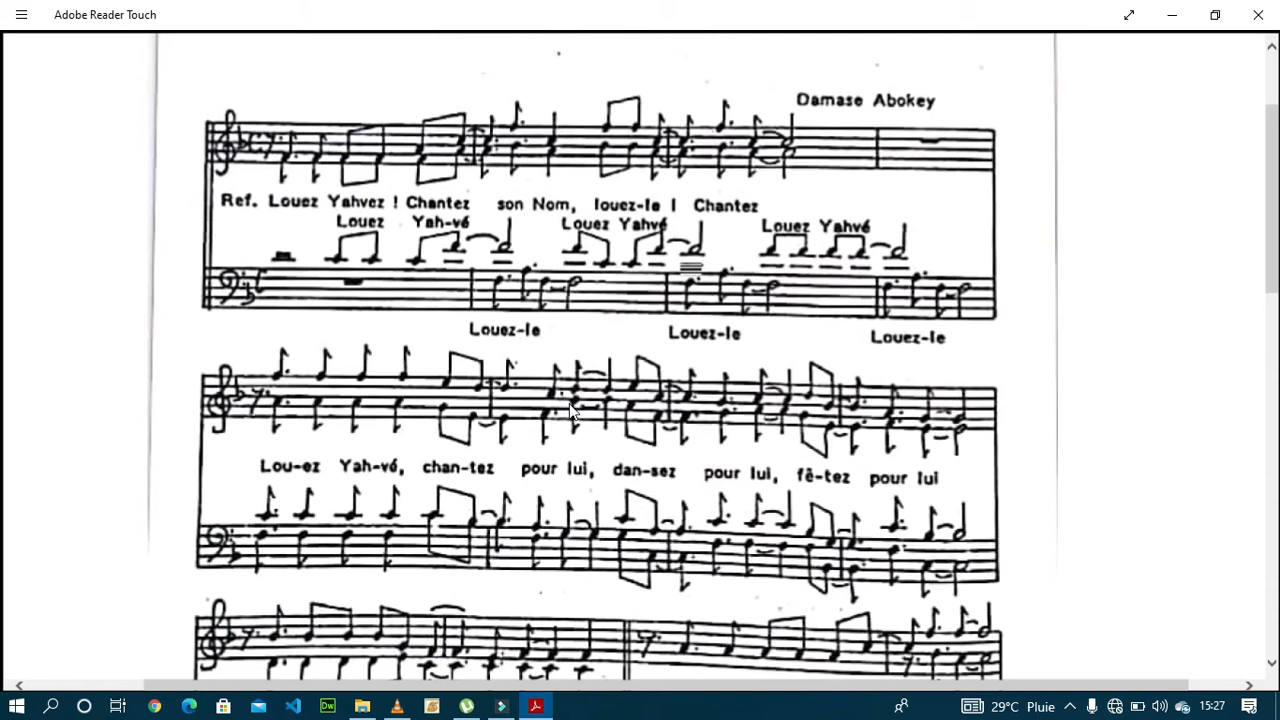 Adobe Reader Touch
Damase Abokey
Ref. Louez Yahvez ! Chantez son Nom, louez-le ! Chantez
Louez Yah-vé Louez Yahvé Louez Yahvé
Louez-le Louez-le Louez-le
Lou-ez Yah-vé, chan-tez pour lui, dan-sez pour lui, fê-tez pour lui
Dw
29°C Pluie 15:27